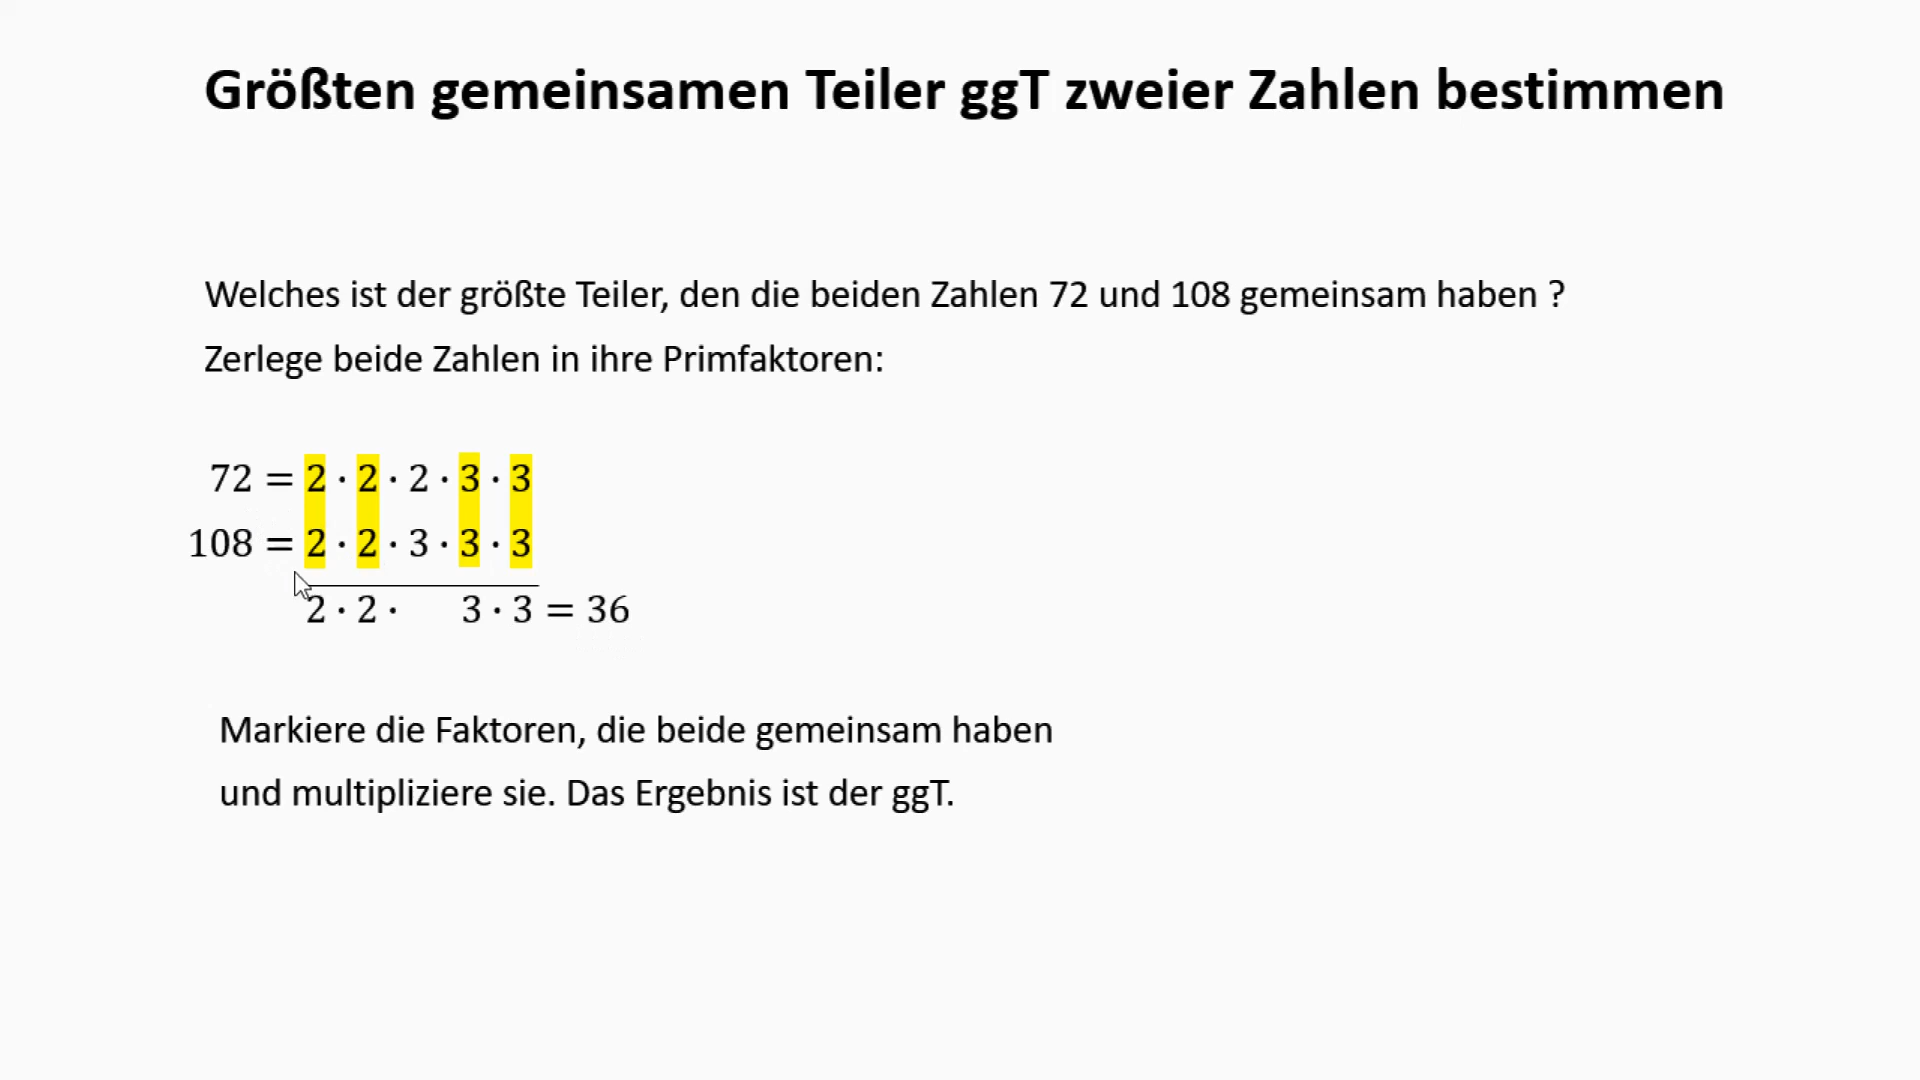 Größten gemeinsamen Teiler ggT zweier Zahlen bestimmen
Welches ist der größte Teiler, den die beiden Zahlen 72 und 108 gemeinsam haben ?
Zerlege beide Zahlen in ihre Primfaktoren:
72 = 2 · 2 · 2 · 3 · 3
108 = 2 · 2 · 3 · 3 · 3
2 · 2 · 3 · 3 = 36
Markiere die Faktoren, die beide gemeinsam haben
und multipliziere sie. Das Ergebnis ist der ggT.